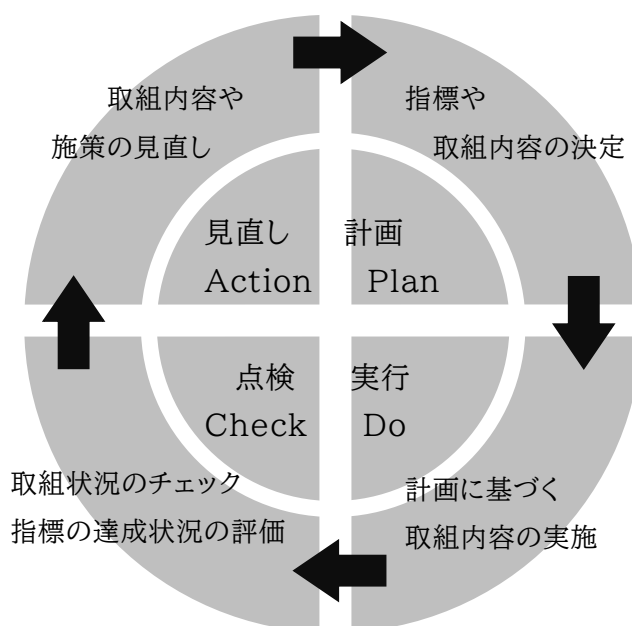 取組内容や
施策の見直し
指標や
取組内容の決定
見直し
Action
計画
Plan
点検
Check
実行
Do
取組状況のチェック
指標の達成状況の評価
計画に基づく
取組内容の実施